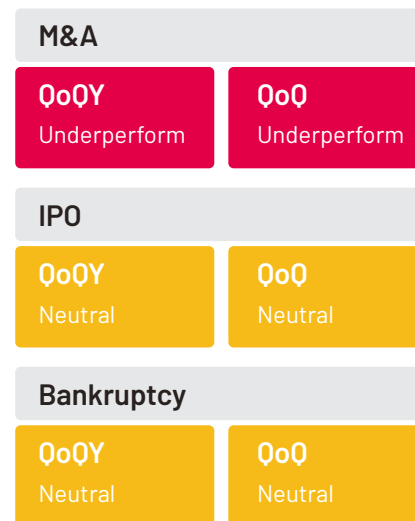 M&A
QoQY QoQ
Underperform Underperform
IPO
QoQY QoQ
Neutral Neutral
Bankruptcy
QoQY QoQ
Neutral Neutral